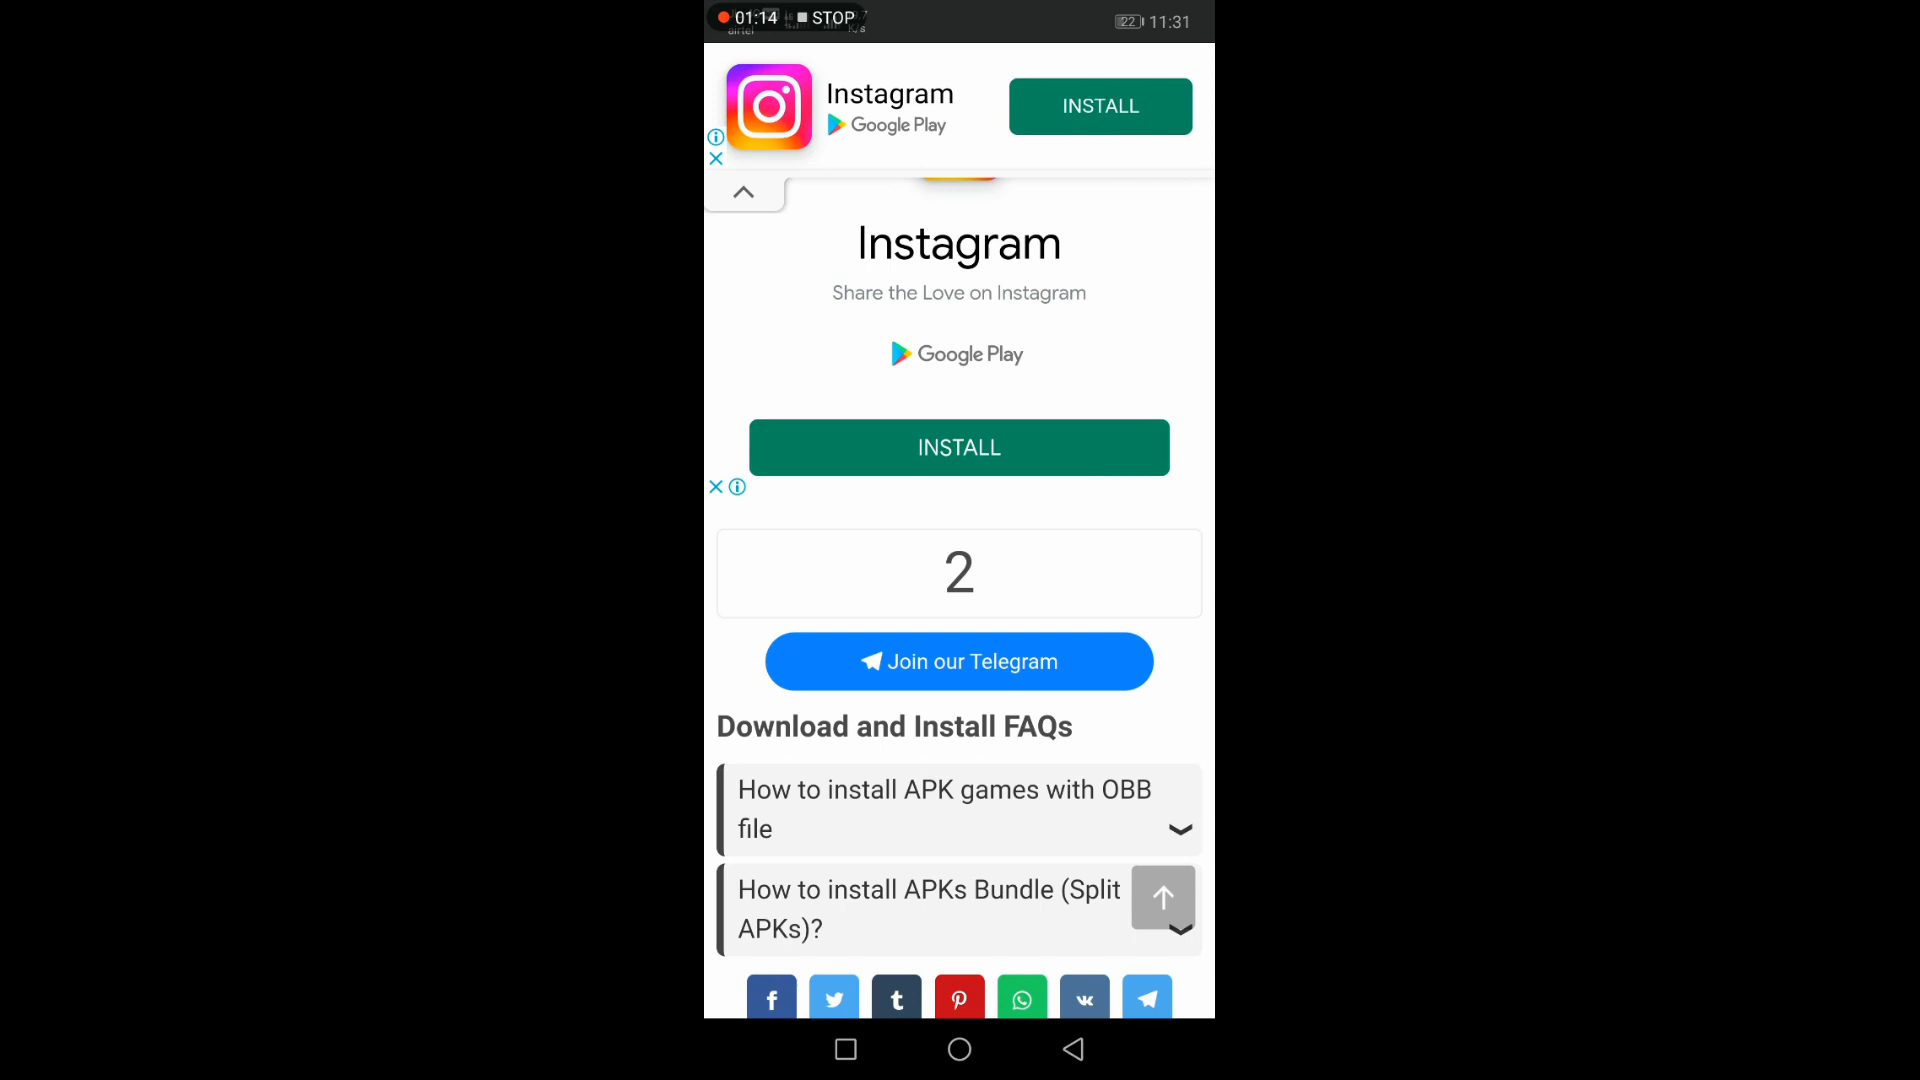 01:14 STOP
airtel K/s
22 11:31
Instagram
Google Play
INSTALL
Instagram
Share the Love on Instagram
Google Play
INSTALL
2
Join our Telegram
Download and Install FAQs
How to install APK games with OBB
file
How to install APKs Bundle (Split
APKs)?